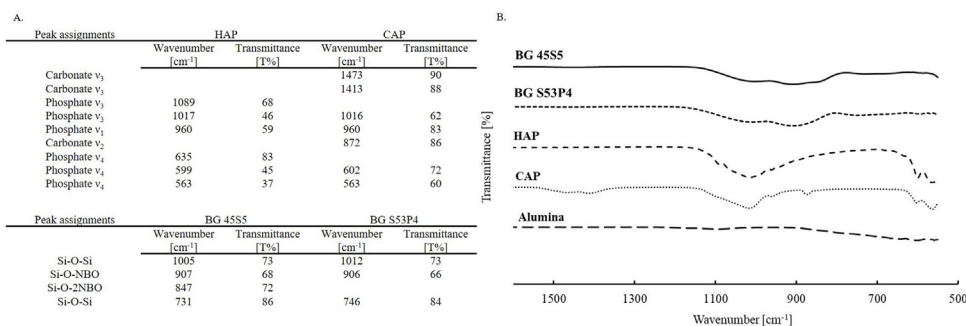 A.
Peak assignments HAP CAP
Wavenumber Transmittance Wavenumber Transmittance
[cm-1] [T%] [cm-1] [T%]
Carbonate ν3 1473 90
Carbonate ν3 1413 88
Phosphate ν3 1089 68
Phosphate ν3 1017 46 1016 62
Phosphate ν1 960 59 960 83
Carbonate ν2 872 86
Phosphate ν4 635 83
Phosphate ν4 599 45 602 72
Phosphate ν4 563 37 563 60
Peak assignments BG 45S5 BG S53P4
Wavenumber Transmittance Wavenumber Transmittance
[cm-1] [T%] [cm-1] [T%]
Si-O-Si 1005 73 1012 73
Si-O-NBO 907 68 906 66
Si-O-2NBO 847 72
Si-O-Si 731 86 746 84
B.
Transmittance [%]
BG 45S5
BG S53P4
HAP
CAP
Alumina
1500 1300 1100 900 700 500
Wavenumber [cm-1]